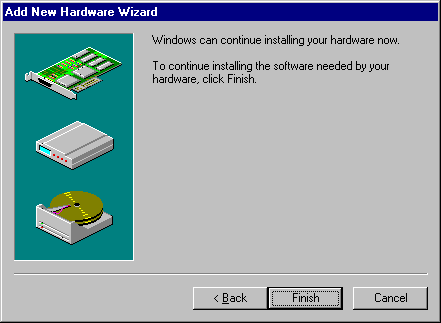 Add New Hardware Wizard
Windows can continue installing your hardware now.
To continue installing the software needed by your
hardware, click Finish.
< Back
Finish
Cancel